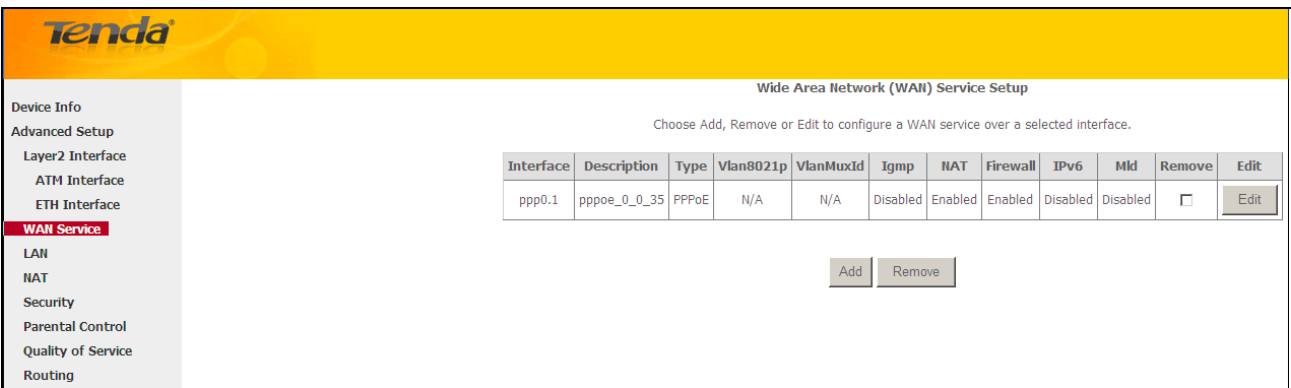 Tenda
Wide Area Network (WAN) Service Setup
Choose Add, Remove or Edit to configure a WAN service over a selected interface.
Device Info
Advanced Setup
Layer2 Interface
ATM Interface
ETH Interface
WAN Service
LAN
NAT
Security
Parental Control
Quality of Service
Routing
Interface Description Type Vlan8021p VlanMuxId Igmp NAT Firewall IPv6 Mld Remove Edit
ppp0.1 pppoe_0_0_35 PPPoE N/A N/A Disabled Enabled Enabled Disabled Disabled Edit
Add Remove